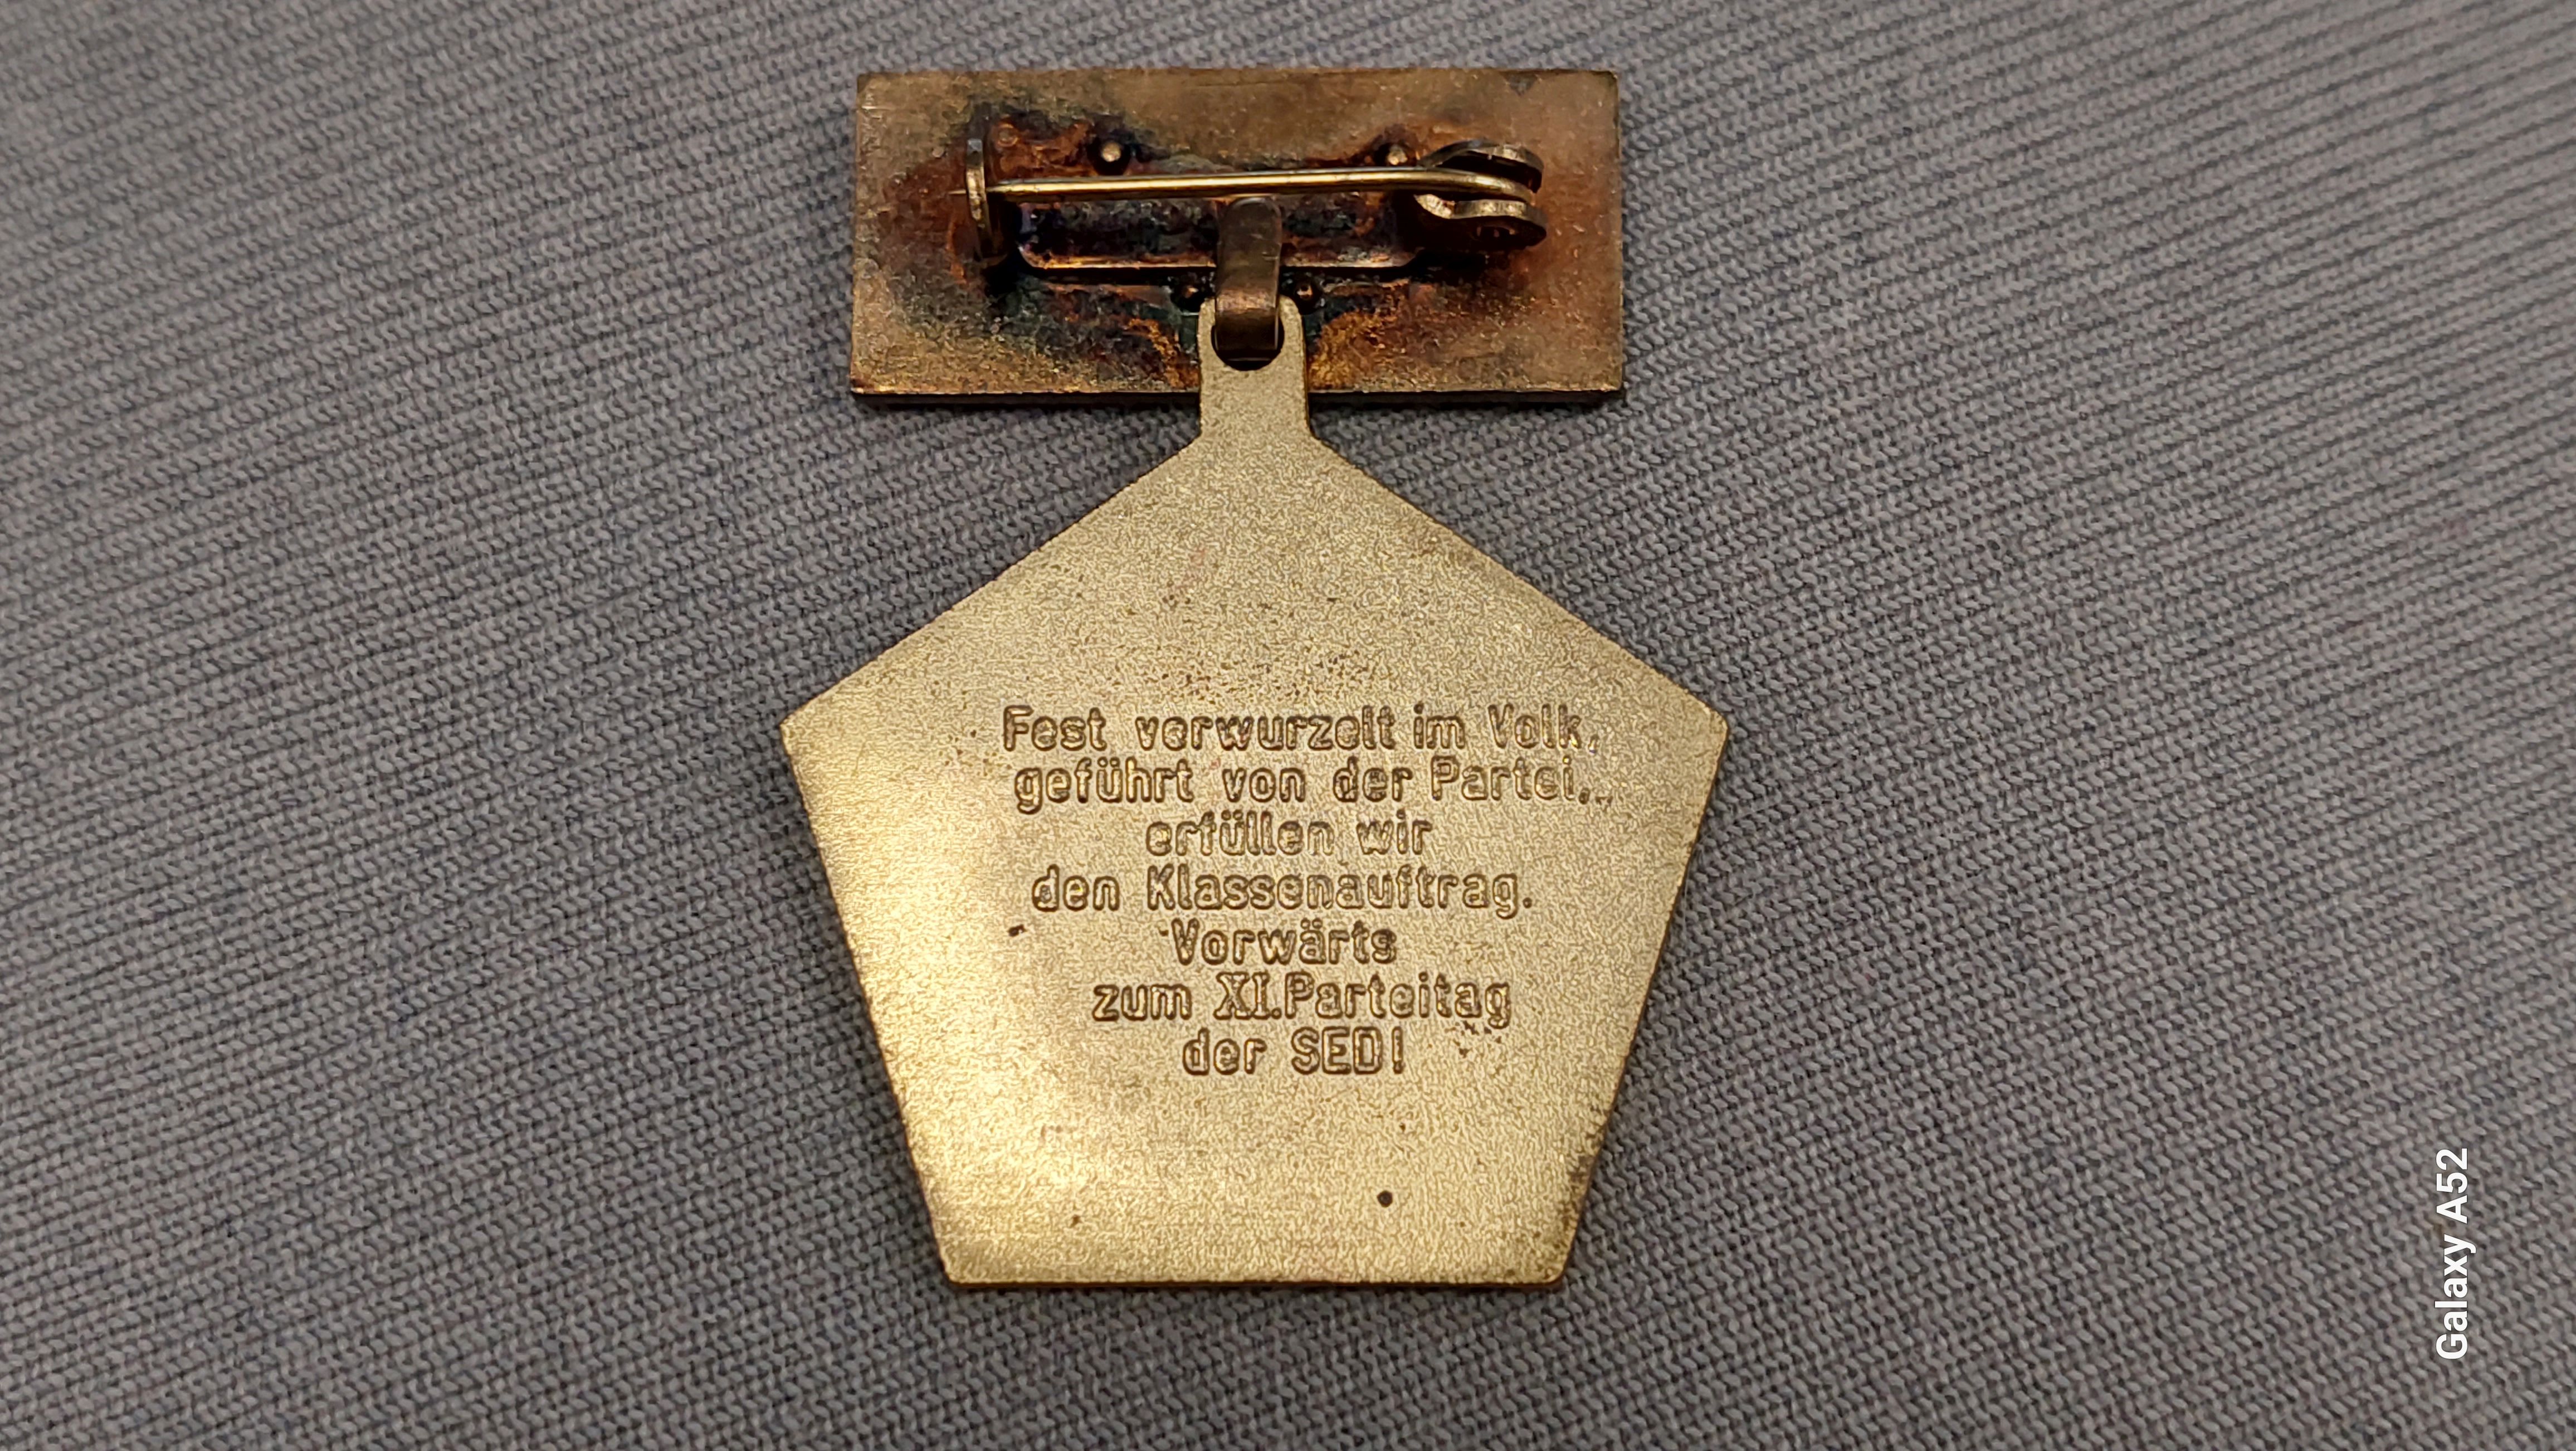 Fest verwurzelt im Volk,
geführt von der Partei,
erfüllen wir
den Klassenauftrag.
Vorwärts
zum XI.Parteitag
der SED!
Galaxy A52